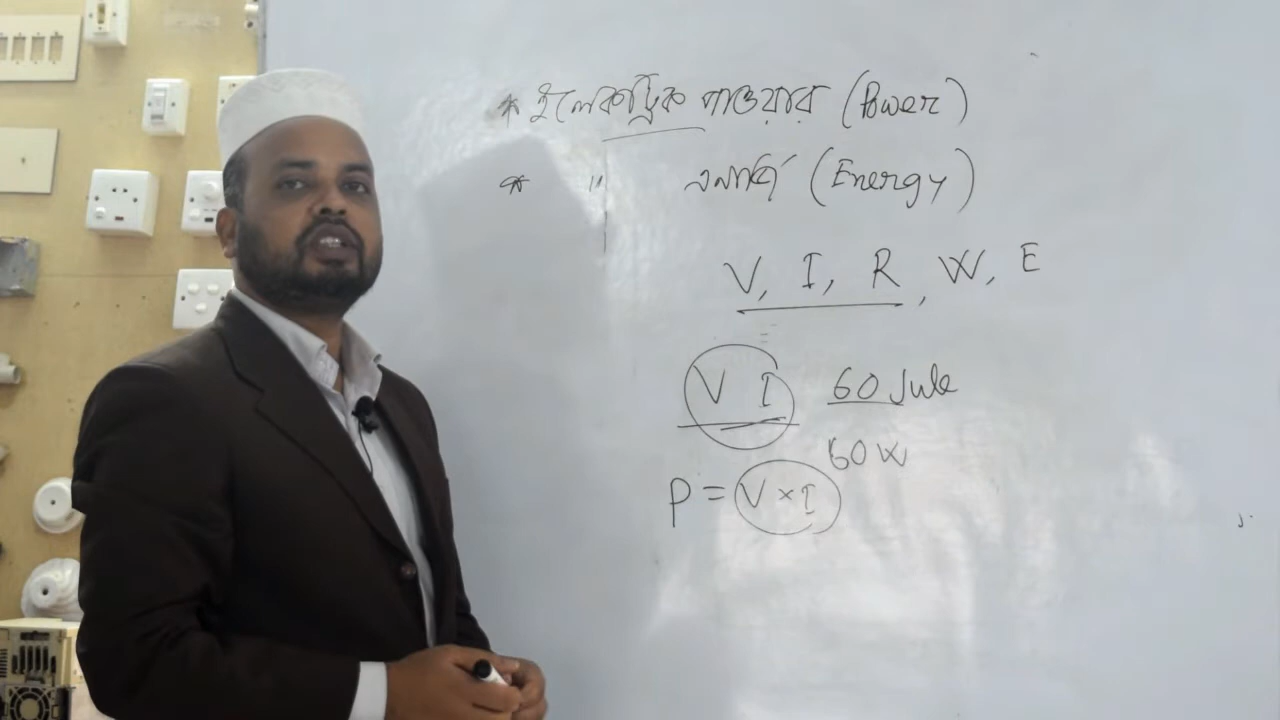 * ইলেকট্রিক পাওয়ার (Power)
* " এনার্জি (Energy)
V, I, R, W, E
V I 60 Jule
60 W
P = V × I